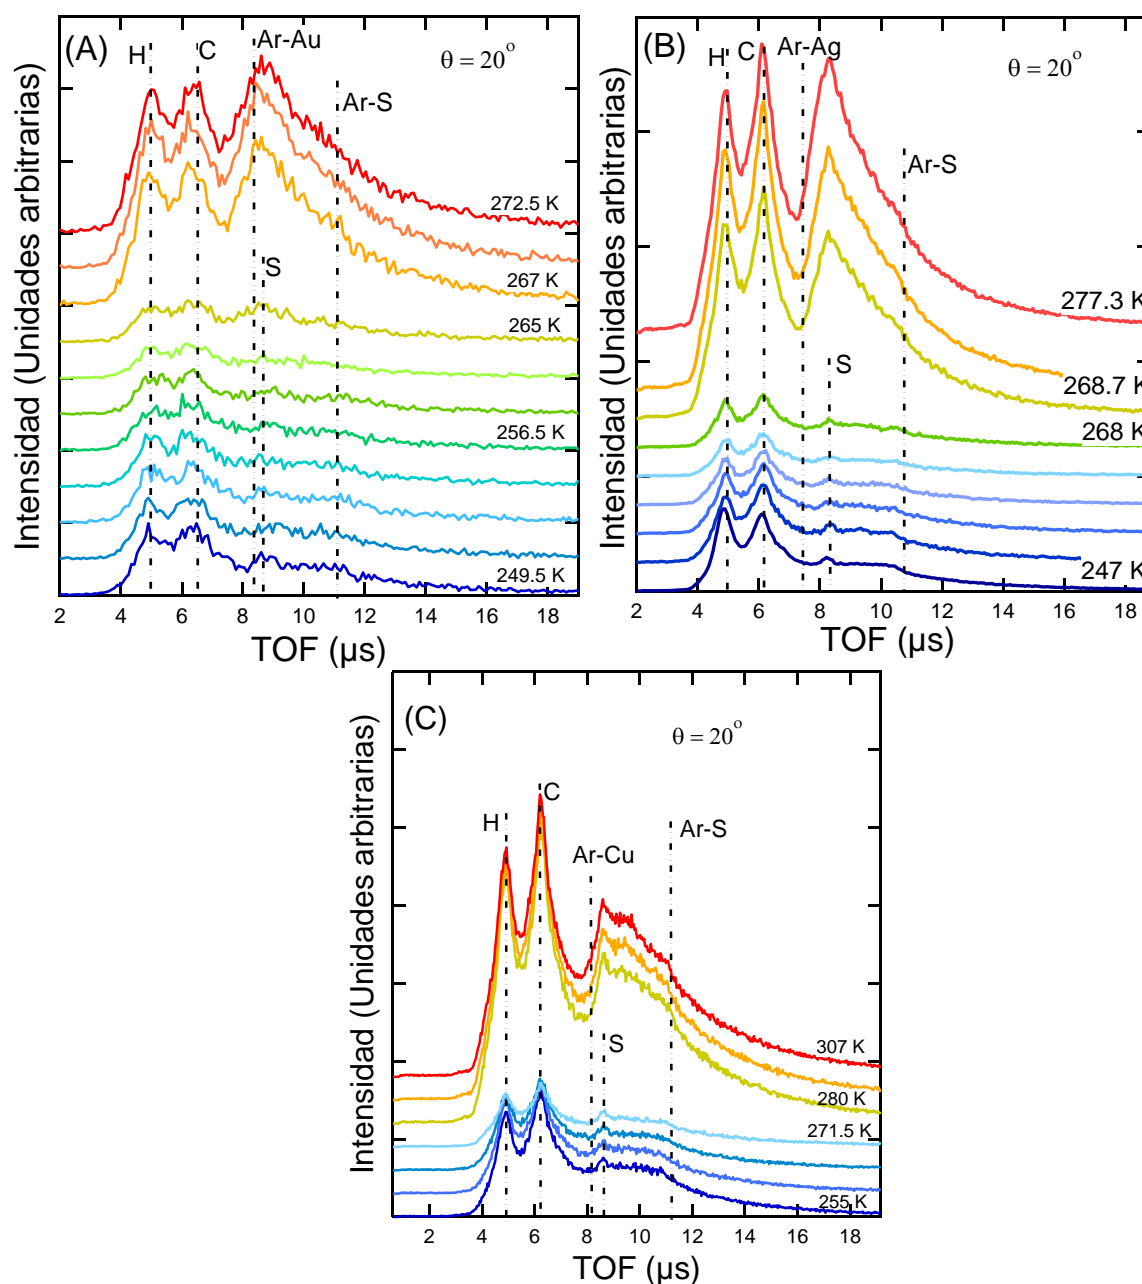 (A)
H
C
Ar-Au
θ = 20°
Ar-S
272.5 K
267 K
S
265 K
256.5 K
249.5 K
Intensidad (Unidades arbitrarias)
2 4 6 8 10 12 14 16 18
TOF (µs)
(B)
H
C
Ar-Ag
θ = 20°
Ar-S
277.3 K
268.7 K
S
268 K
247 K
Intensidad (Unidades arbitrarias)
2 4 6 8 10 12 14 16 18
TOF (µs)
(C)
θ = 20°
C
H
Ar-Cu
Ar-S
S
307 K
280 K
271.5 K
255 K
Intensidad (Unidades arbitrarias)
2 4 6 8 10 12 14 16 18
TOF (µs)